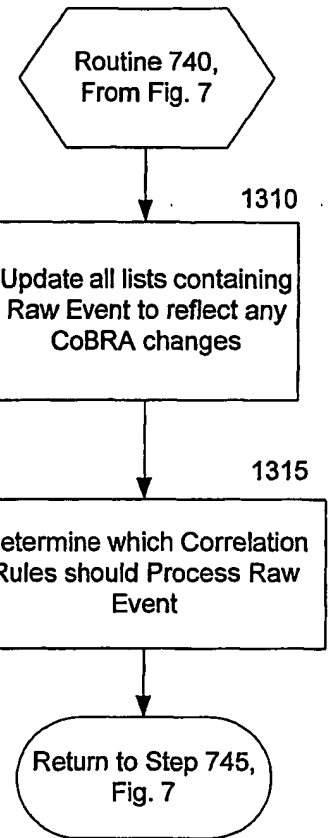 Routine 740,
From Fig. 7
1310
Update all lists containing
Raw Event to reflect any
CoBRA changes
1315
etermine which Correlation
Rules should Process Raw
Event
Return to Step 745,
Fig. 7